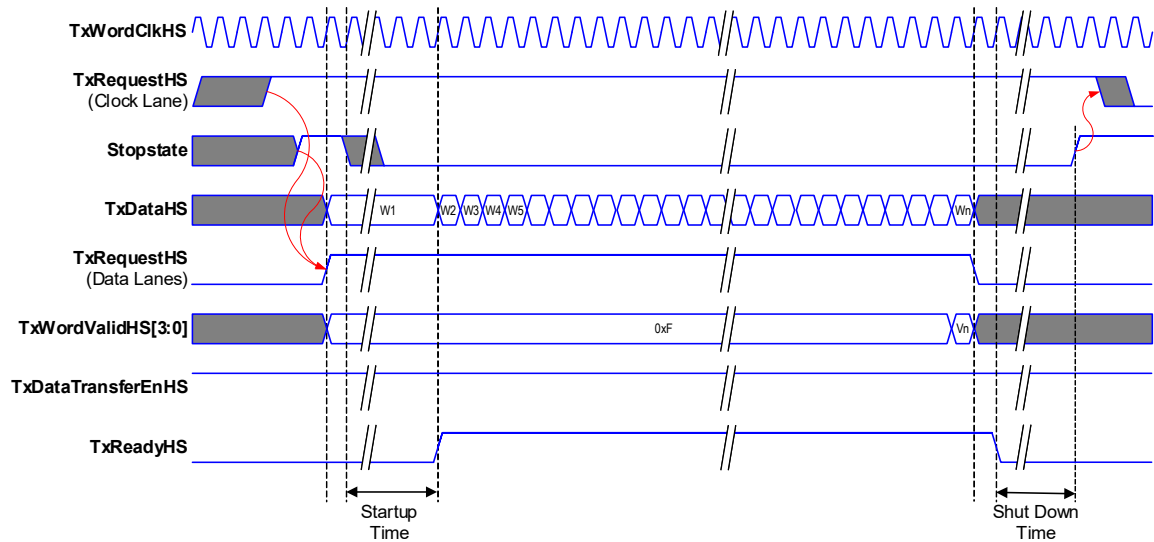 TxWordClkHS
TxRequestHS
(Clock Lane)
Stopstate
TxDataHS
W1 W2 W3 W4 W5 Wn
TxRequestHS
(Data Lanes)
TxWordValidHS[3:0]
0xF Vn
TxDataTransferEnHS
TxReadyHS
Startup
Time
Shut Down
Time